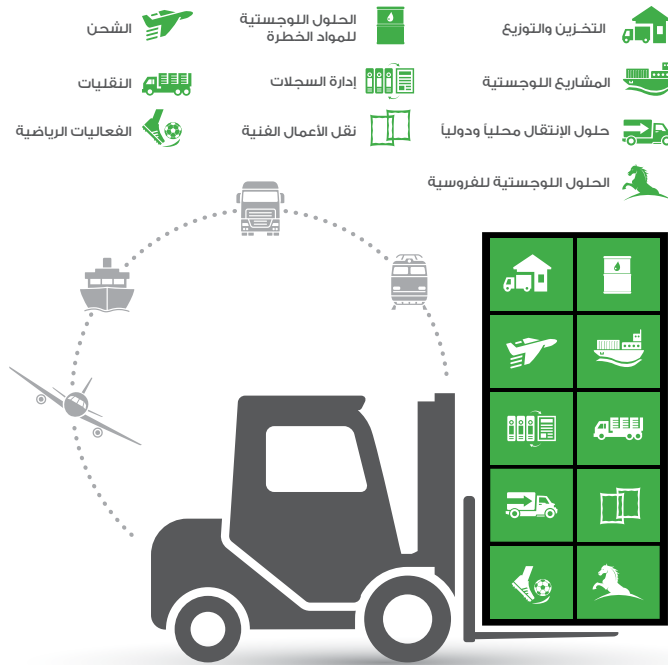 التخزين والتوزيع
الحلول اللوجستية
للمواد الخطرة
الشحن
المشاريع اللوجستية
إدارة السجلات
النقليات
حلول الإنتقال محلياً ودولياً
نقل الأعمال الفنية
الفعاليات الرياضية
الحلول اللوجستية للفروسية